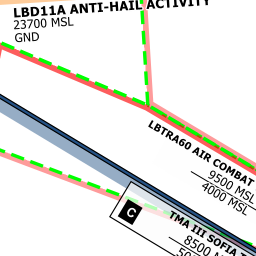 LBD11A ANTI-HAIL ACTIVITY
23700 MSL
GND
LBTRA60 AIR COMBAT
9500 MSL
4000 MSL
C
TMA III SOFIA
8500